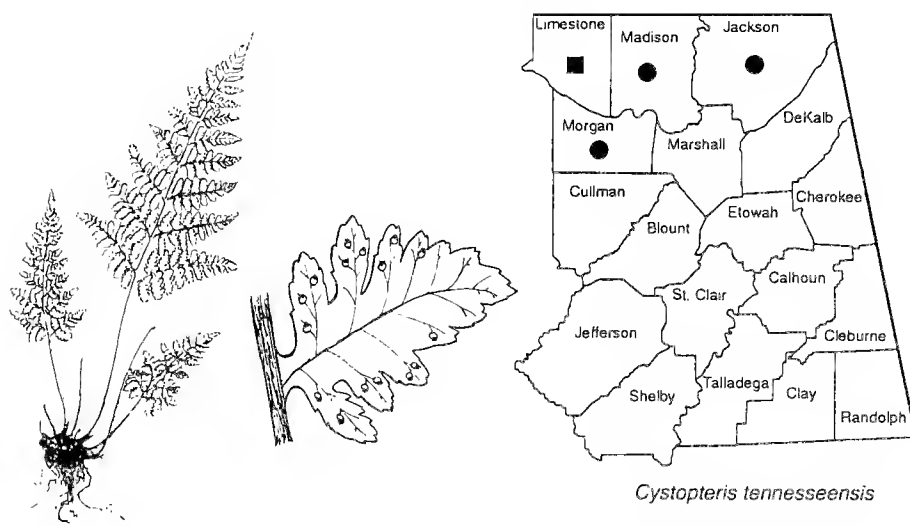 Limestone
Madison
Jackson
Morgan
Marshall
DeKalb
Cullman
Blount
Etowah
Cherokee
Jefferson
St. Clair
Calhoun
Cleburne
Shelby
Talladega
Clay
Randolph
Cystopteris tennesseensis